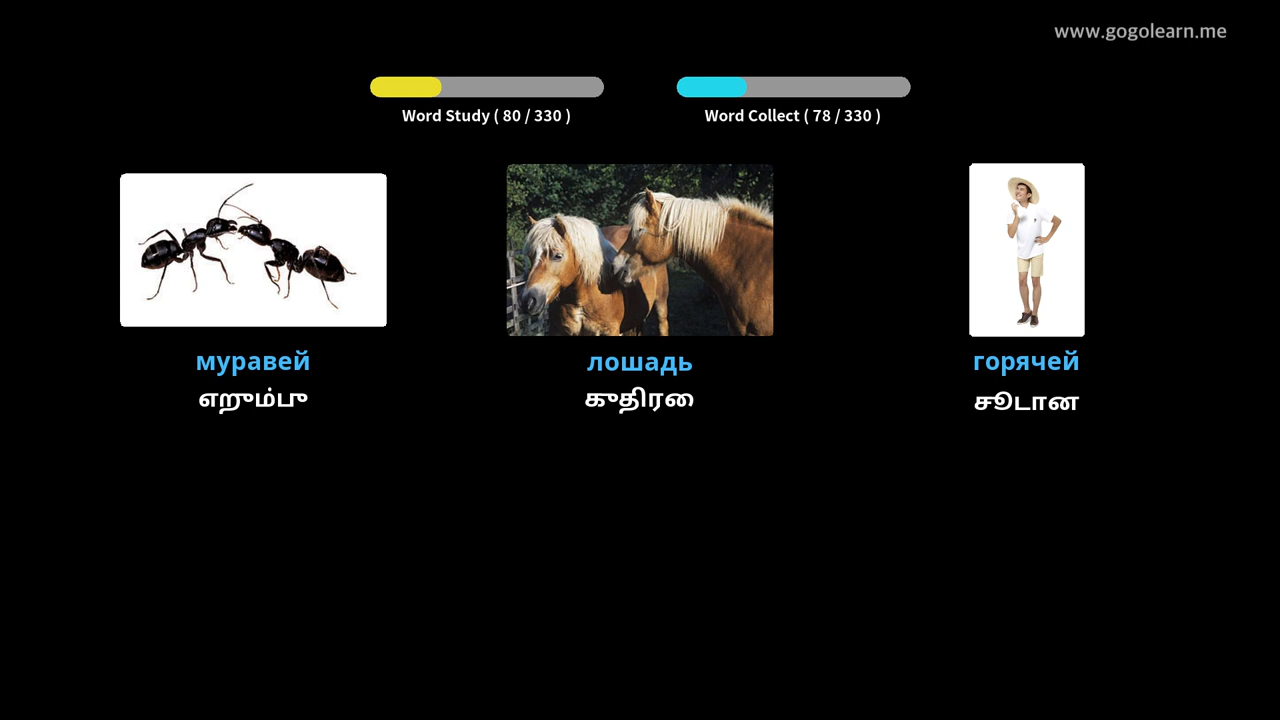 www.gogolearn.me
Word Study ( 80 / 330 )
Word Collect ( 78 / 330 )
муравей
எறும்பு
лошадь
குதிரை
горячей
சூடான